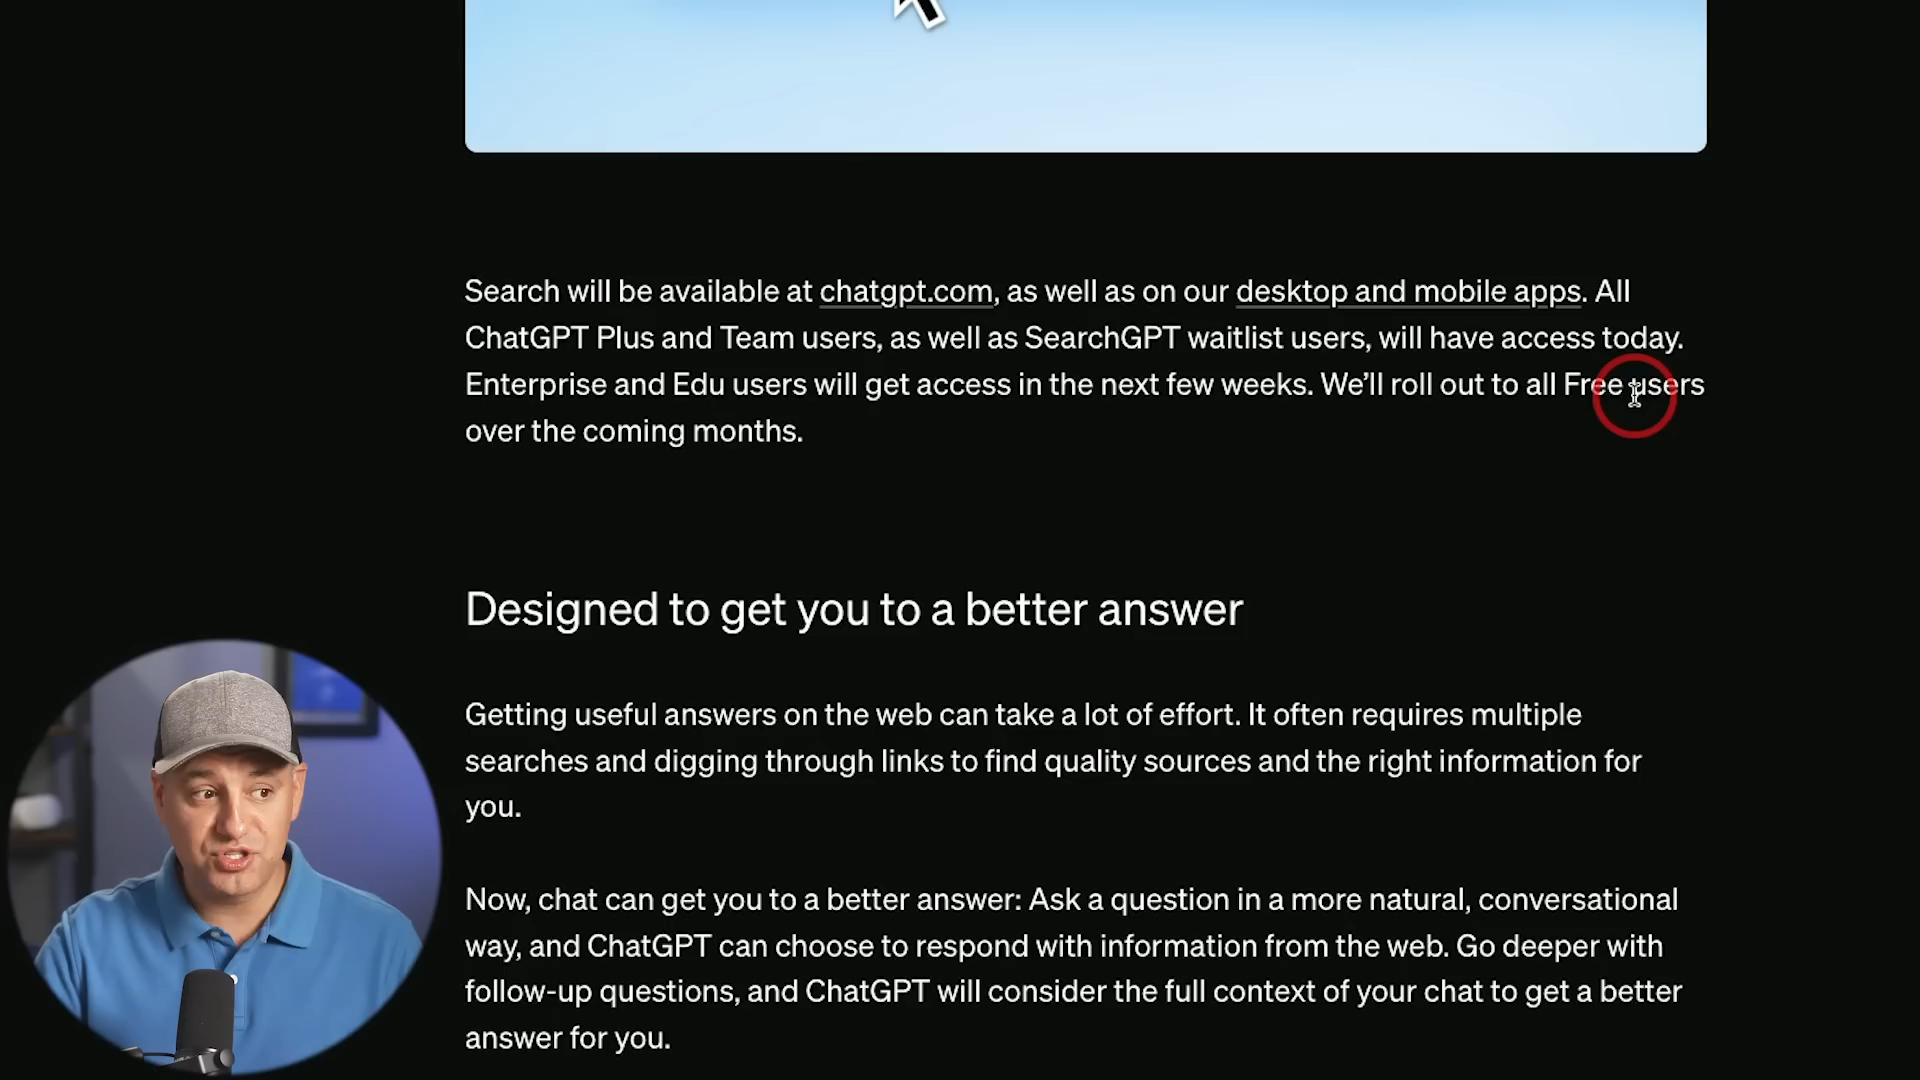 Search will be available at chatgpt.com, as well as on our desktop and mobile apps. All
ChatGPT Plus and Team users, as well as SearchGPT waitlist users, will have access today.
Enterprise and Edu users will get access in the next few weeks. We’ll roll out to all Free users
over the coming months.
Designed to get you to a better answer
Getting useful answers on the web can take a lot of effort. It often requires multiple
searches and digging through links to find quality sources and the right information for
you.
Now, chat can get you to a better answer: Ask a question in a more natural, conversational
way, and ChatGPT can choose to respond with information from the web. Go deeper with
follow-up questions, and ChatGPT will consider the full context of your chat to get a better
answer for you.